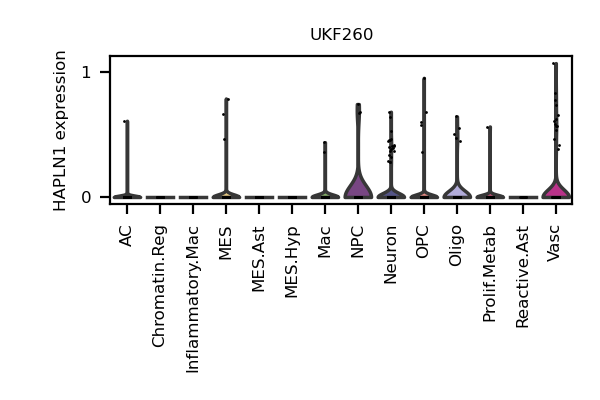 UKF260
HAPLN1 expression
1
0
AC
Chromatin.Reg
Inflammatory.Mac
MES
MES.Ast
MES.Hyp
Mac
NPC
Neuron
OPC
Oligo
Prolif.Metab
Reactive.Ast
Vasc